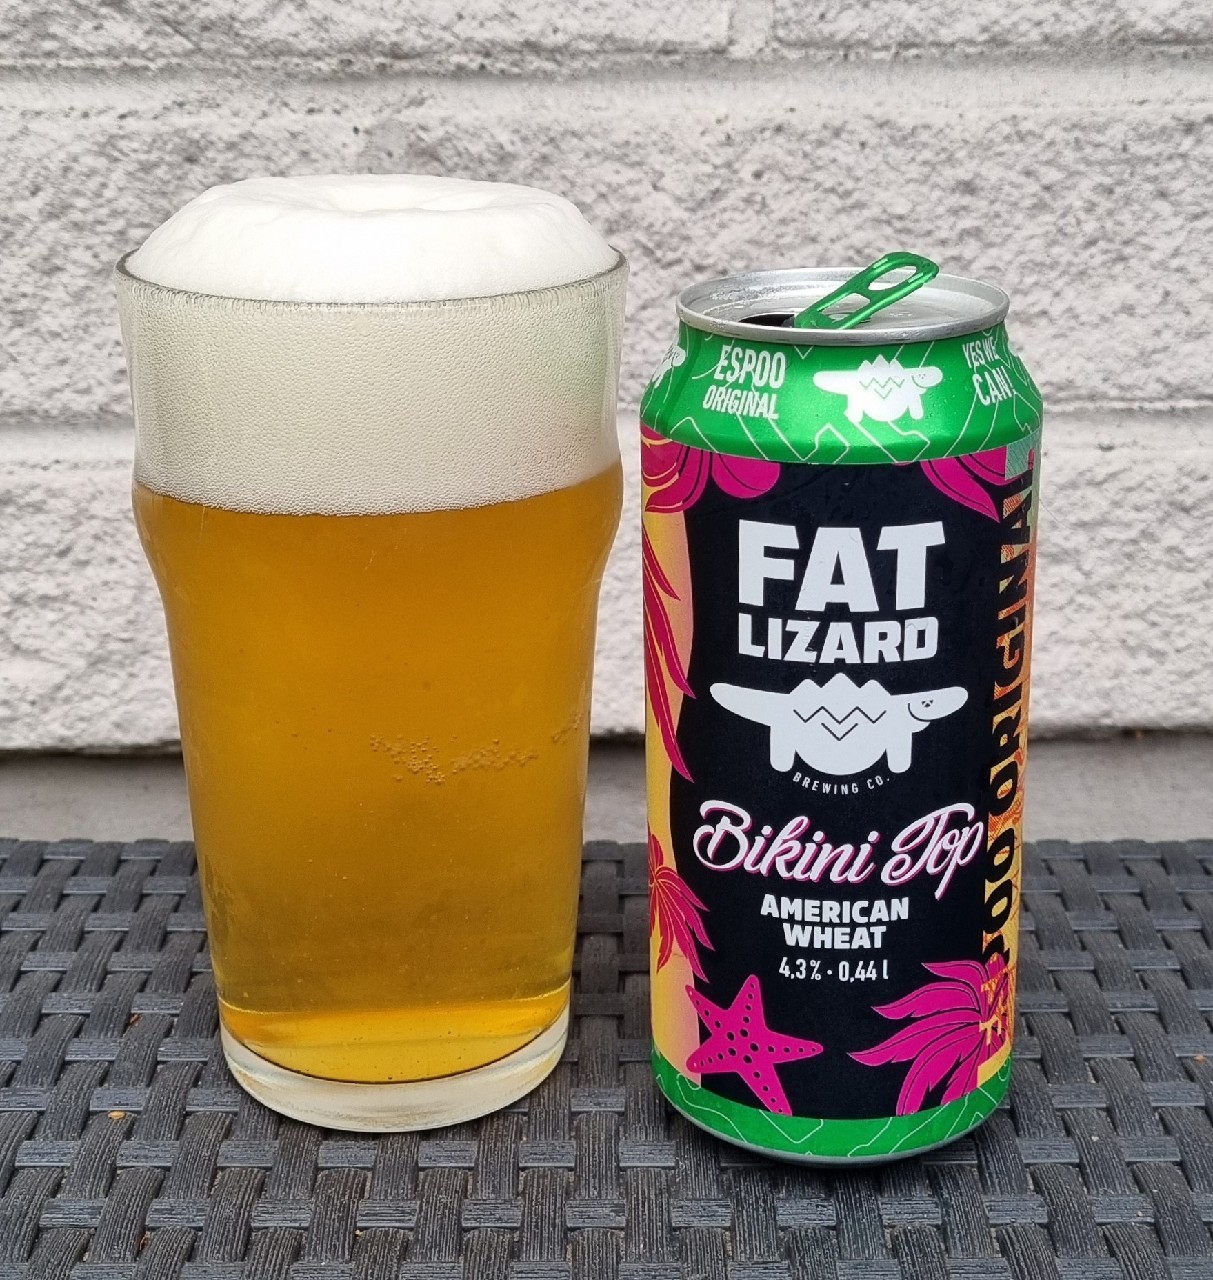 ESPOO
ORIGINAL
YES WE
CAN!
FAT
LIZARD
BREWING CO.
Bikini Top
AMERICAN
WHEAT
4,3% · 0,44 l
ESPOO ORIGINAL